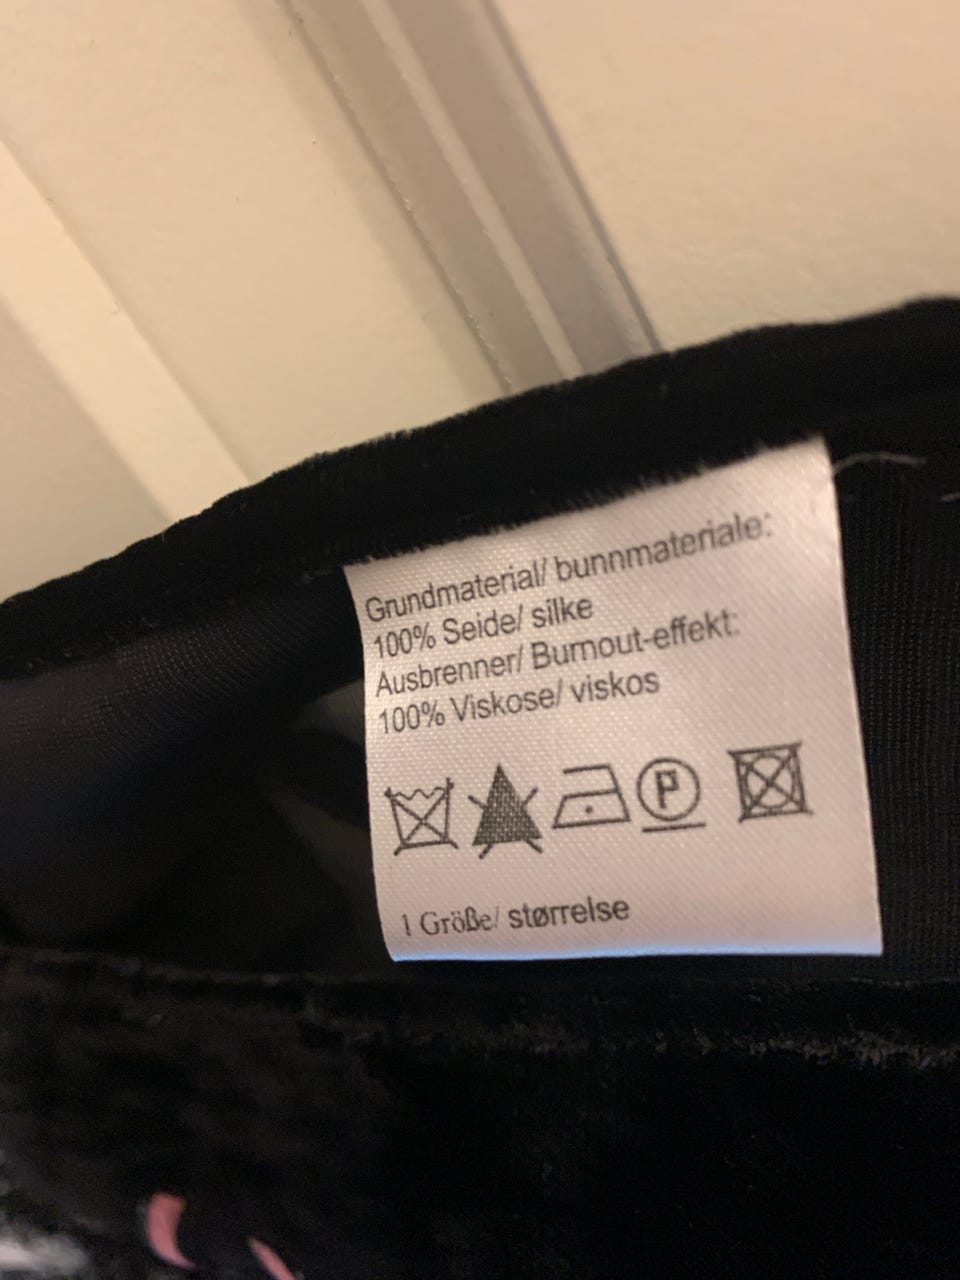 Grundmaterial/ bunnmateriale:
100% Seide/ silke
Ausbrenner/ Burnout-effekt:
100% Viskose/ viskos
P
1 Größe/ størrelse